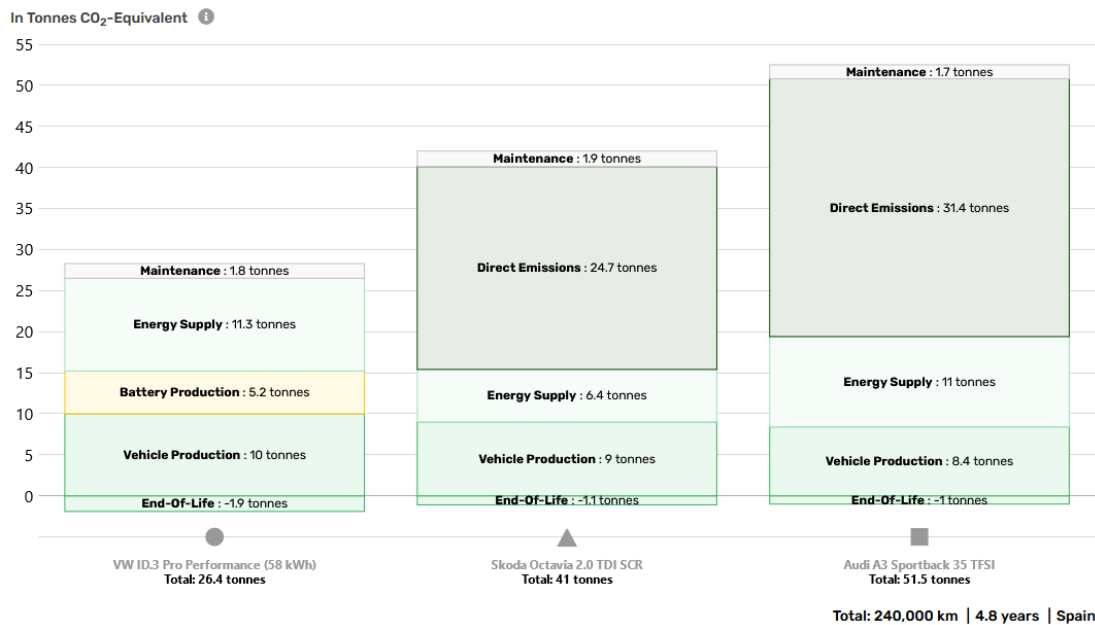 In Tonnes CO₂-Equivalent i
55
50
45
40
35
30
25
20
15
10
5
0
Maintenance : 1.8 tonnes
Energy Supply : 11.3 tonnes
Battery Production : 5.2 tonnes
Vehicle Production : 10 tonnes
End-Of-Life : -1.9 tonnes
Maintenance : 1.9 tonnes
Direct Emissions : 24.7 tonnes
Energy Supply : 6.4 tonnes
Vehicle Production : 9 tonnes
End-Of-Life : -1.1 tonnes
Maintenance : 1.7 tonnes
Direct Emissions : 31.4 tonnes
Energy Supply : 11 tonnes
Vehicle Production : 8.4 tonnes
End-Of-Life : -1 tonnes
VW ID.3 Pro Performance (58 kWh)
Total: 26.4 tonnes
Skoda Octavia 2.0 TDI SCR
Total: 41 tonnes
Audi A3 Sportback 35 TFSI
Total: 51.5 tonnes
Total: 240,000 km | 4.8 years | Spain